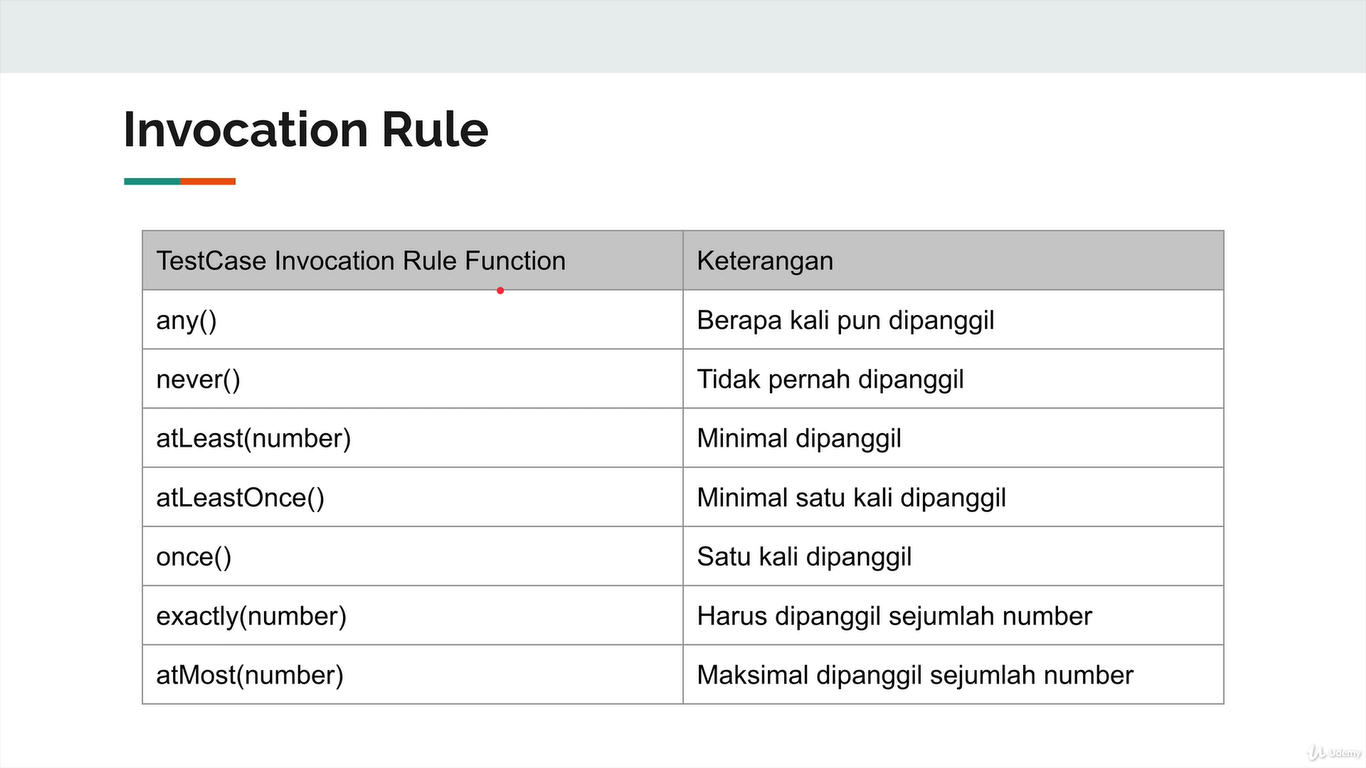 Invocation Rule
TestCase Invocation Rule Function
Keterangan
any()
Berapa kali pun dipanggil
never()
Tidak pernah dipanggil
atLeast(number)
Minimal dipanggil
atLeastOnce()
Minimal satu kali dipanggil
once()
Satu kali dipanggil
exactly(number)
Harus dipanggil sejumlah number
atMost(number)
Maksimal dipanggil sejumlah number
Udemy